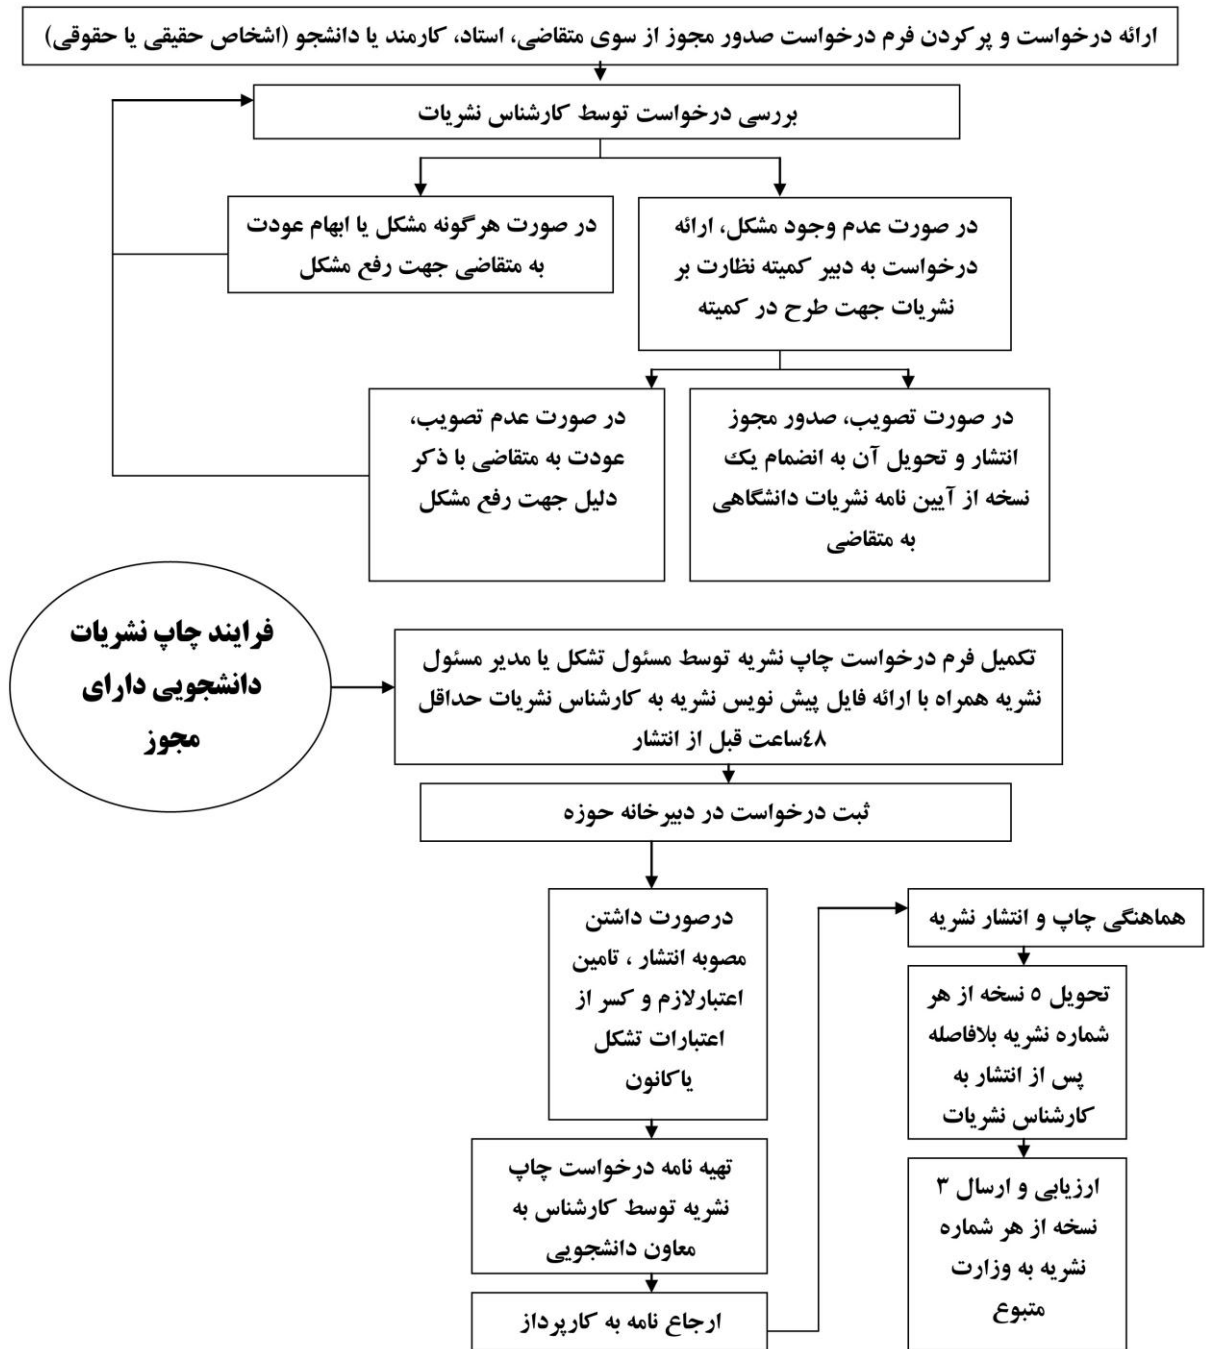 ارائه درخواست و پر کردن فرم درخواست صدور مجوز از سوی متقاضی، استاد، کارمند یا دانشجو (اشخاص حقیقی یا حقوقی)
بررسی درخواست توسط کارشناس نشریات
در صورت عدم وجود مشکل، ارائه
درخواست به دبیر کمیته نظارت بر
نشریات جهت طرح در کمیته
در صورت هر گونه مشکل یا ابهام عودت
به متقاضی جهت رفع مشکل
در صورت تصویب، صدور مجوز
انتشار و تحویل آن به انضمام یک
نسخه از آیین نامه نشریات دانشگاهی
به متقاضی
در صورت عدم تصویب،
عودت به متقاضی با ذکر
دلیل جهت رفع مشکل
فرایند چاپ نشریات
دانشجویی دارای
مجوز
تکمیل فرم درخواست چاپ نشریه توسط مسئول تشکل یا مدیر مسئول
نشریه همراه با ارائه فایل پیش نویس نشریه به کارشناس نشریات حداقل
٤٨ساعت قبل از انتشار
ثبت درخواست در دبیرخانه حوزه
درصورت داشتن
مصوبه انتشار ، تامین
اعتبارلازم و کسر از
اعتبارات تشکل
یاکانون
تهیه نامه درخواست چاپ
نشریه توسط کارشناس به
معاون دانشجویی
ارجاع نامه به کارپرداز
هماهنگی چاپ و انتشار نشریه
تحویل ٥ نسخه از هر
شماره نشریه بلافاصله
پس از انتشار به
کارشناس نشریات
ارزیابی و ارسال ٣
نسخه از هر شماره
نشریه به وزارت
متبوع